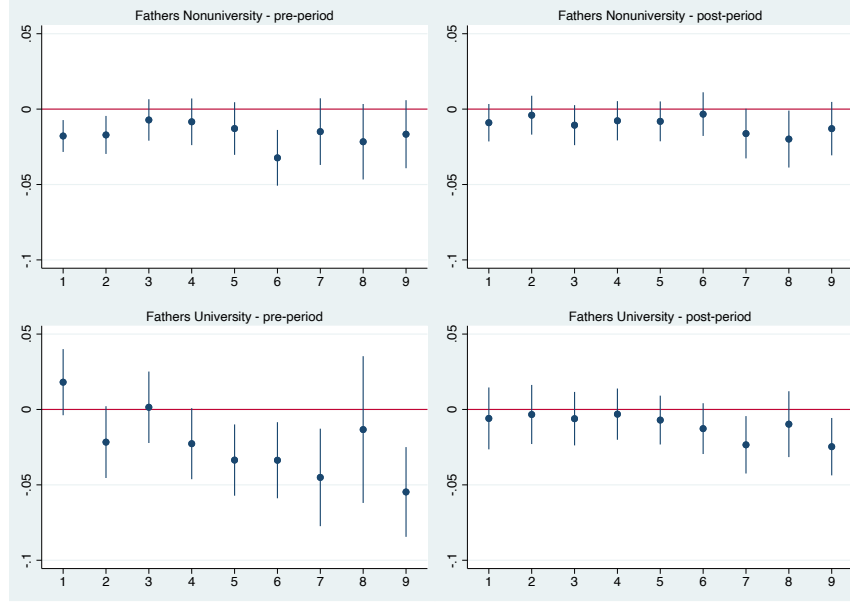 Fathers Nonuniversity - pre-period
.05
0
-.05
-.1
1 2 3 4 5 6 7 8 9
Fathers Nonuniversity - post-period
.05
0
-.05
-.1
1 2 3 4 5 6 7 8 9
Fathers University - pre-period
.05
0
-.05
-.1
1 2 3 4 5 6 7 8 9
Fathers University - post-period
.05
0
-.05
-.1
1 2 3 4 5 6 7 8 9